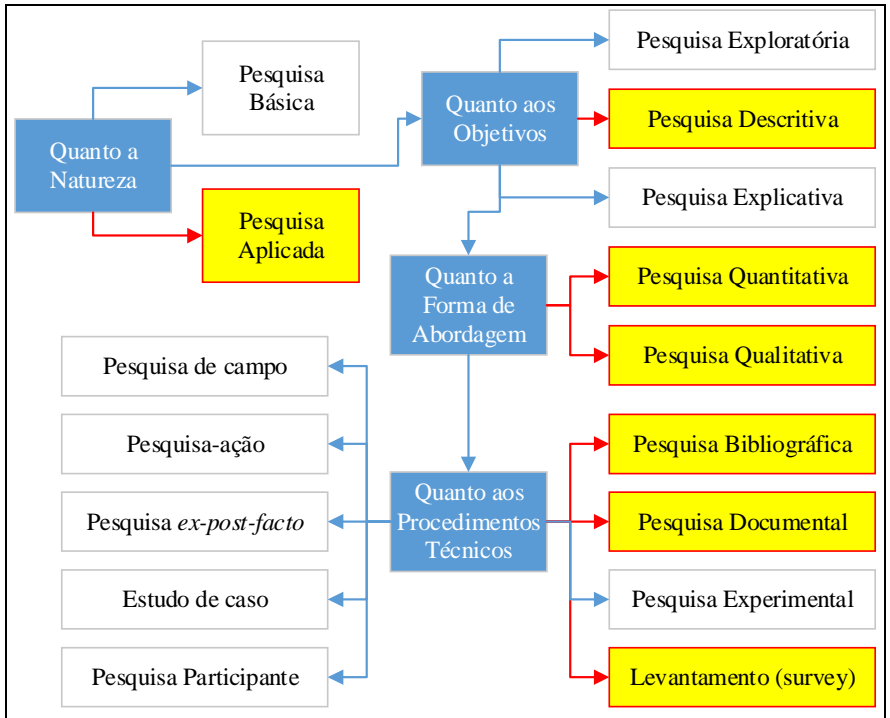 Pesquisa Exploratória
Pesquisa
Básica
Quanto aos
Objetivos
Pesquisa Descritiva
Quanto a
Natureza
Pesquisa Explicativa
Pesquisa
Aplicada
Quanto a
Forma de
Abordagem
Pesquisa Quantitativa
Pesquisa Qualitativa
Pesquisa de campo
Pesquisa-ação
Pesquisa ex-post-facto
Estudo de caso
Pesquisa Participante
Quanto aos
Procedimentos
Técnicos
Pesquisa Bibliográfica
Pesquisa Documental
Pesquisa Experimental
Levantamento (survey)